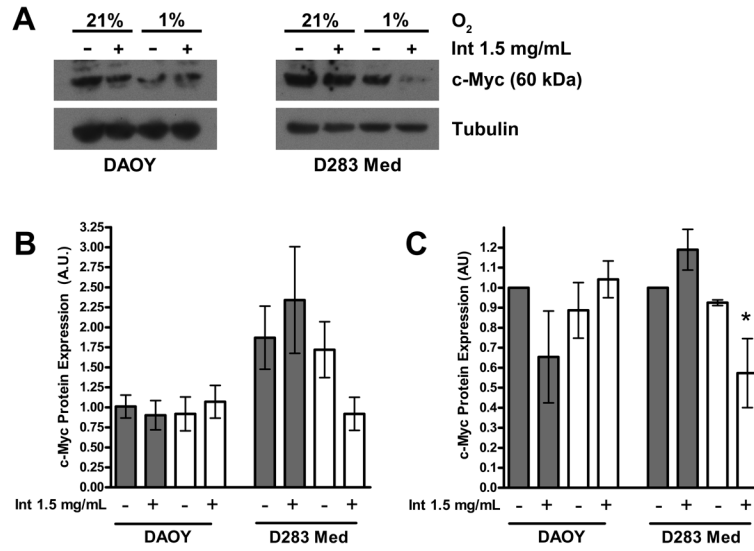 A
21% 1% 21% 1% O2
- + - + - + - + Int 1.5 mg/mL
c-Myc (60 kDa)
Tubulin
DAOY D283 Med
B
c-Myc Protein Expression (A.U.)
3.25
3.00
2.75
2.50
2.25
2.00
1.75
1.50
1.25
1.00
0.75
0.50
0.25
0.00
Int 1.5 mg/mL - + - + - + - +
DAOY D283 Med
C
c-Myc Protein Expression (AU)
1.2
1.1
1.0
0.9
0.8
0.7
0.6
0.5
0.4
0.3
0.2
0.1
0.0
*
Int 1.5 mg/mL - + - + - + - +
DAOY D283 Med